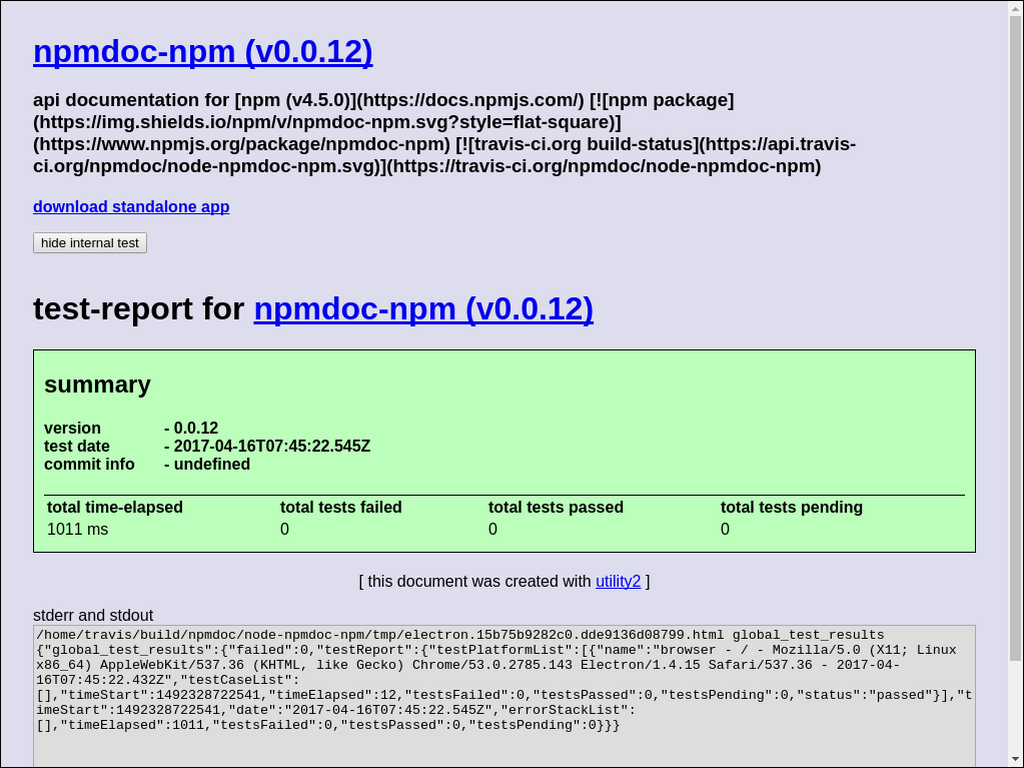 npmdoc-npm (v0.0.12)
api documentation for [npm (v4.5.0)](https://docs.npmjs.com/) [![npm package]
(https://img.shields.io/npm/v/npmdoc-npm.svg?style=flat-square)]
(https://www.npmjs.org/package/npmdoc-npm) [![travis-ci.org build-status](https://api.travis-
ci.org/npmdoc/node-npmdoc-npm.svg)](https://travis-ci.org/npmdoc/node-npmdoc-npm)
download standalone app
hide internal test
test-report for npmdoc-npm (v0.0.12)
summary
version - 0.0.12
test date - 2017-04-16T07:45:22.545Z
commit info - undefined
total time-elapsed total tests failed total tests passed total tests pending
1011 ms 0 0 0
[ this document was created with utility2 ]
stderr and stdout
/home/travis/build/npmdoc/node-npmdoc-npm/tmp/electron.15b75b9282c0.dde9136d08799.html global_test_results
{"global_test_results":{"failed":0,"testReport":{"testPlatformList":[{"name":"browser - / - Mozilla/5.0 (X11; Linux
x86_64) AppleWebKit/537.36 (KHTML, like Gecko) Chrome/53.0.2785.143 Electron/1.4.15 Safari/537.36 - 2017-04-
16T07:45:22.432Z","testCaseList":
[],"timeStart":1492328722541,"timeElapsed":12,"testsFailed":0,"testsPassed":0,"testsPending":0,"status":"passed"}],"t
imeStart":1492328722541,"date":"2017-04-16T07:45:22.545Z","errorStackList":
[],"timeElapsed":1011,"testsFailed":0,"testsPassed":0,"testsPending":0}}}